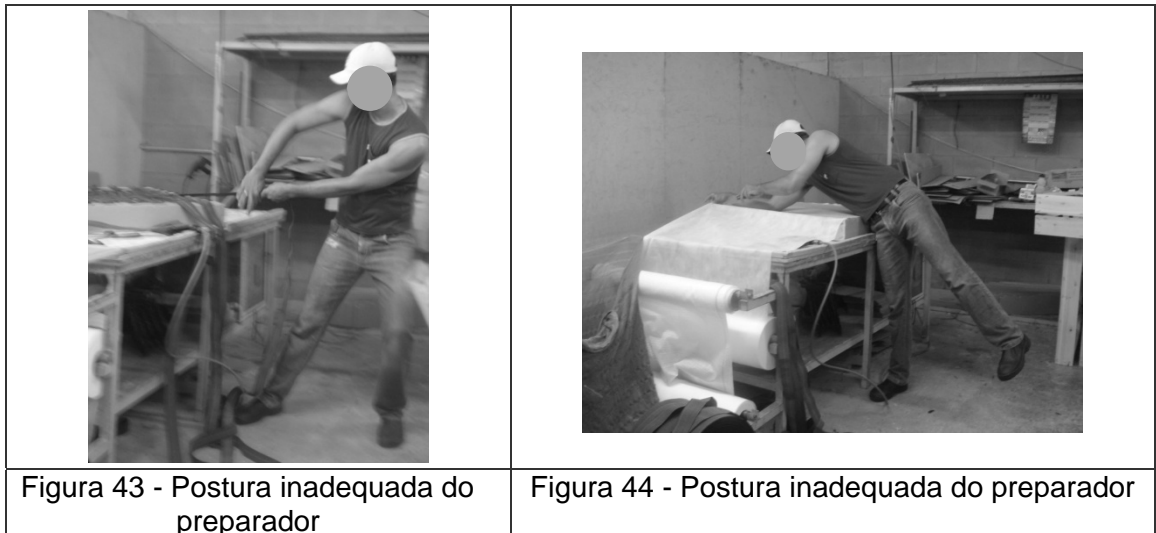 Figura 43 - Postura inadequada do
preparador
Figura 44 - Postura inadequada do preparador